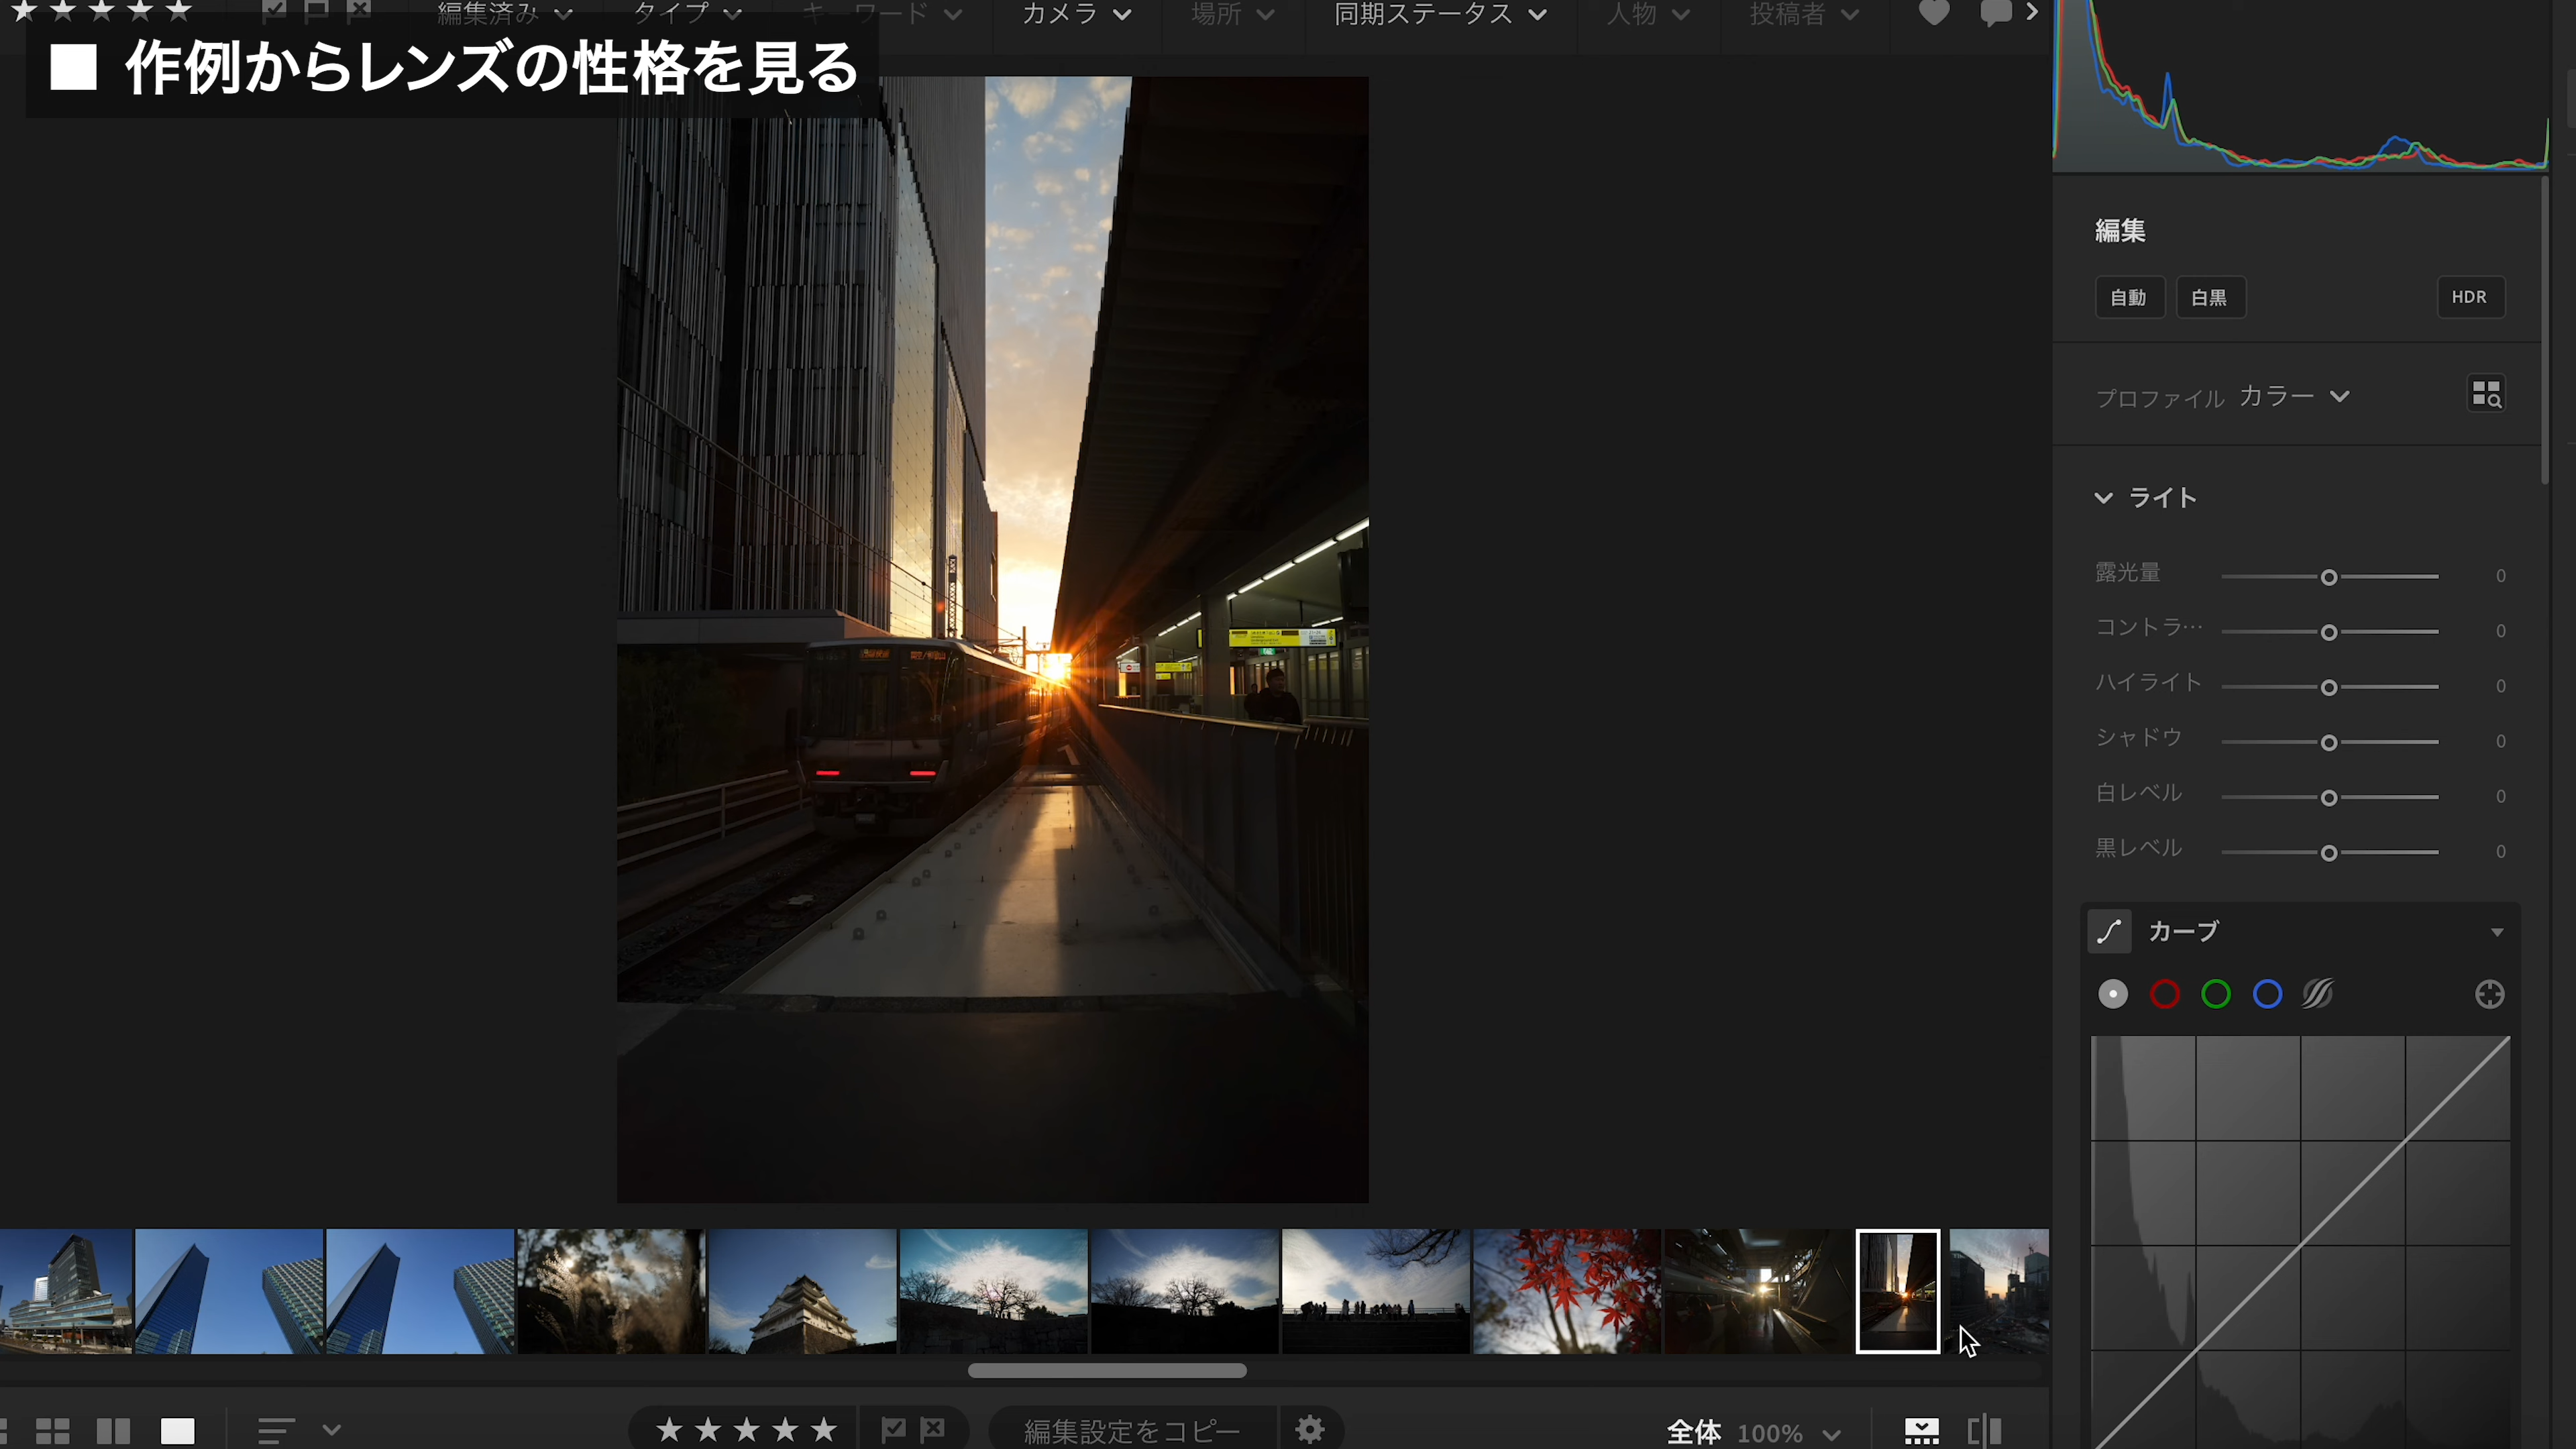 編集済み タイプ キーワード カメラ 場所 同期ステータス 人物 投稿者
■ 作例からレンズの性格を見る
編集
自動 白黒 HDR
プロファイル カラー
ライト
露光量 0
コントラ… 0
ハイライト 0
シャドウ 0
白レベル 0
黒レベル 0
カーブ
編集設定をコピー 全体 100%